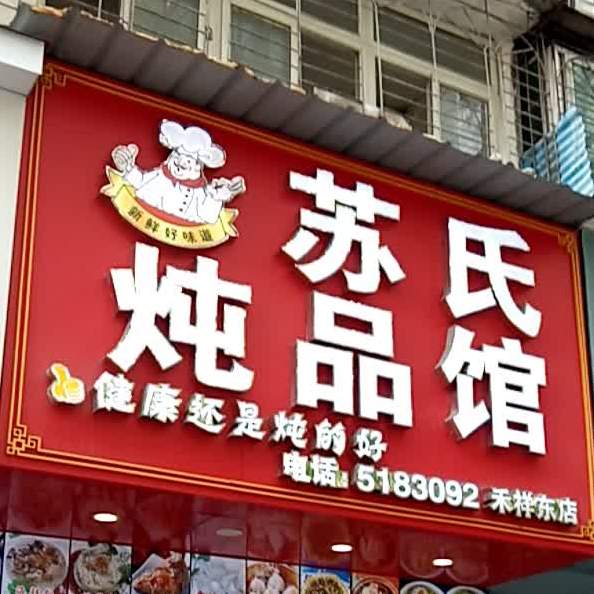 新鲜好味道
苏氏
炖品馆
健康还是炖的好
电话:5183092 禾祥东店